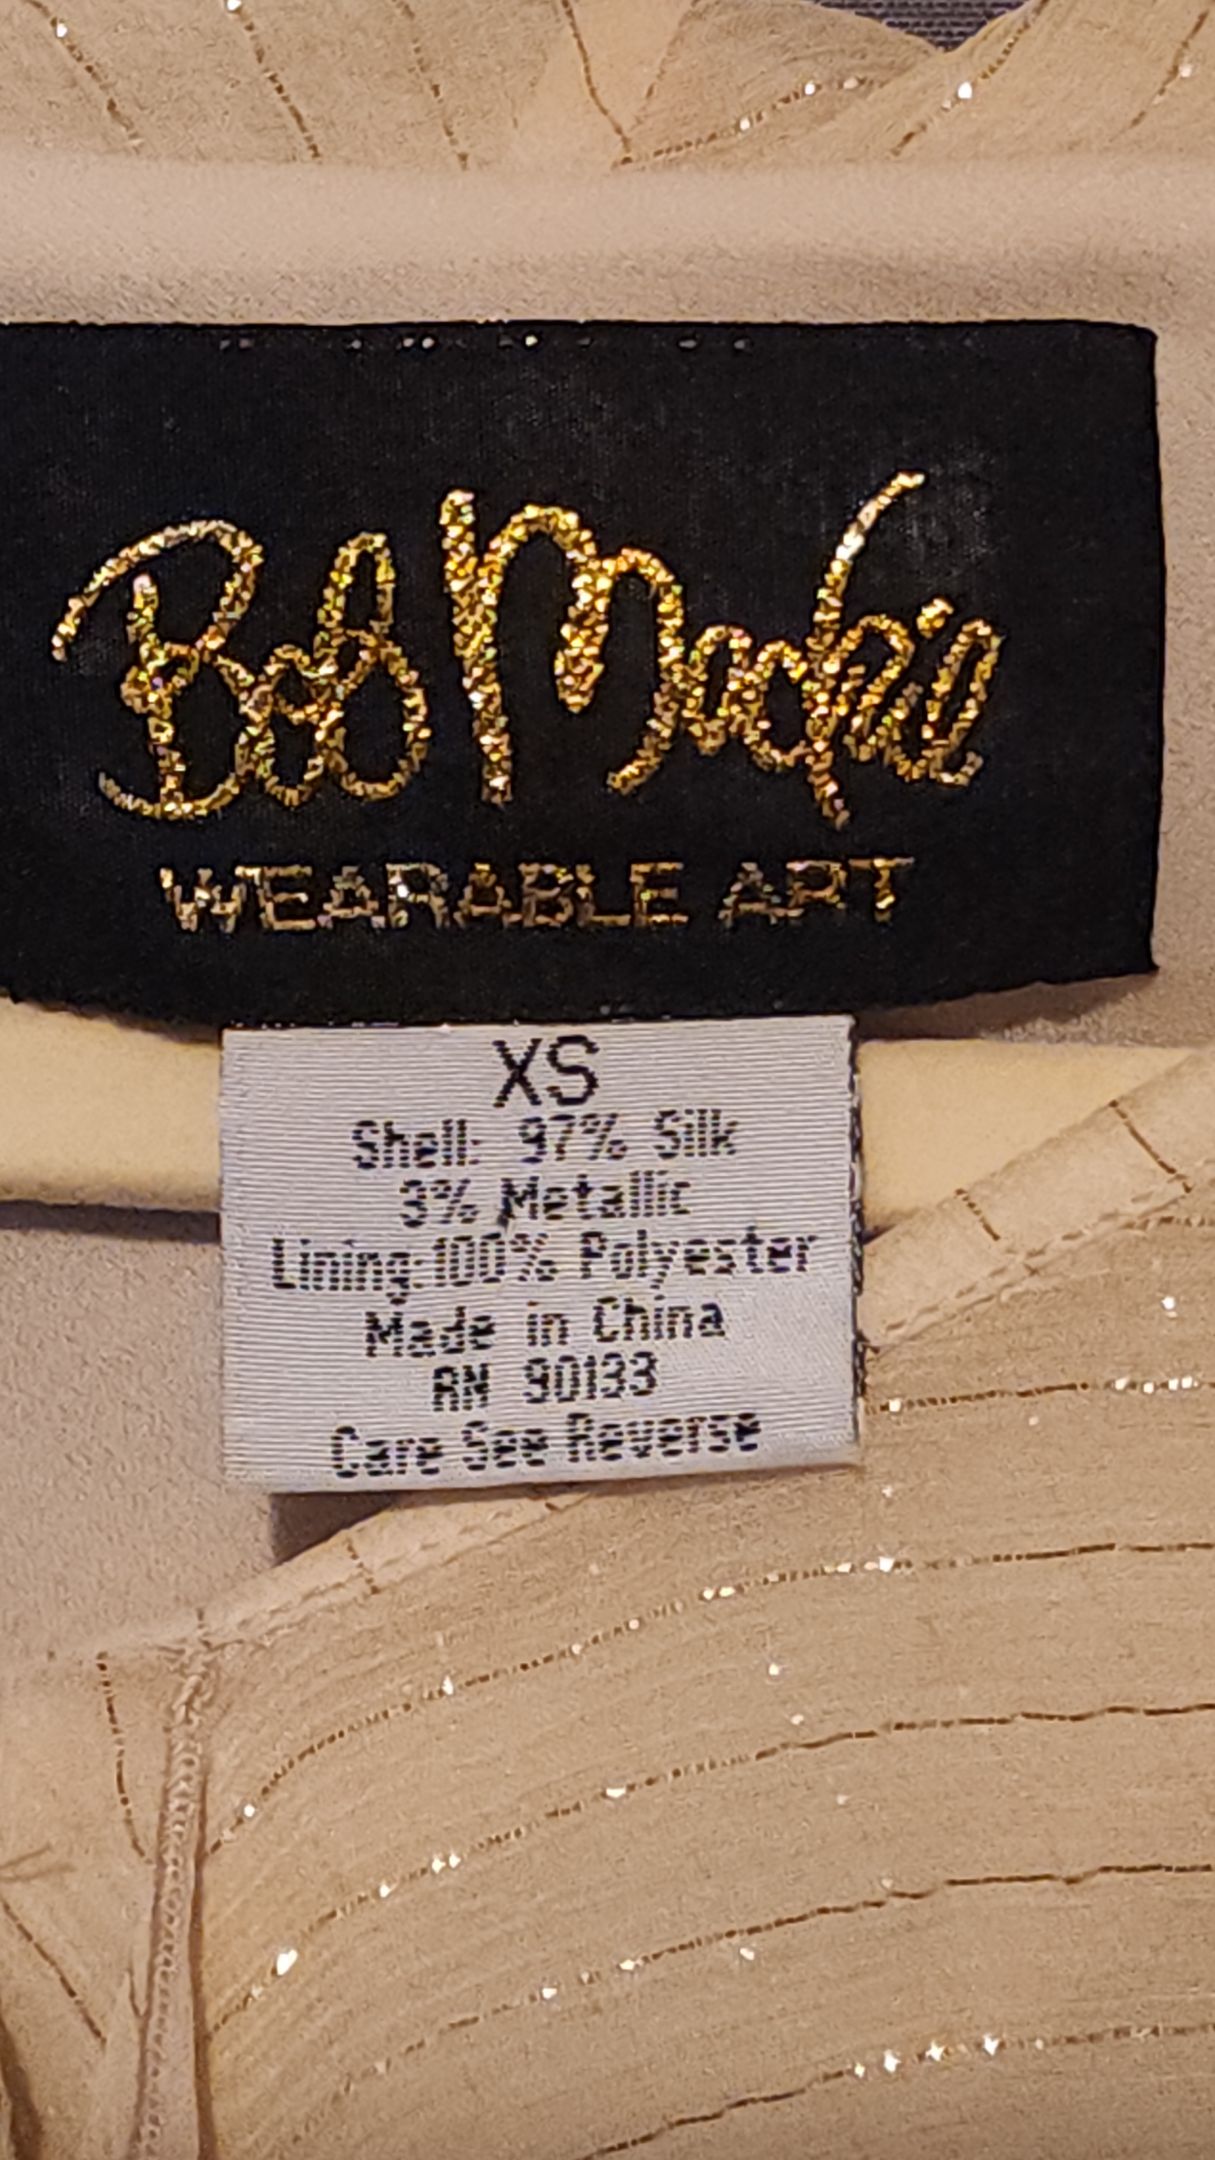 Bob Mackie
WEARABLE ART
XS
Shell: 97% Silk
3% Metallic
Lining:100% Polyester
Made in China
RN 90133
Care See Reverse